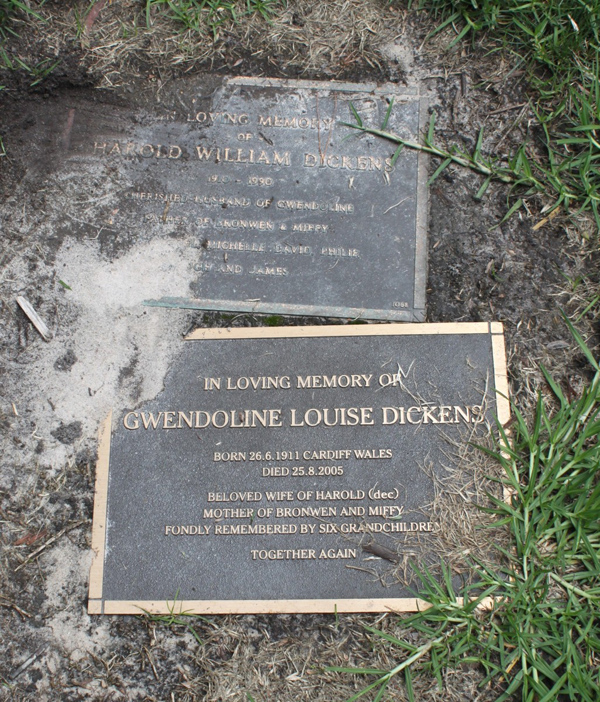 LOVING MEMORY
OF
HAROLD WILLIAM DICKENS
1990
CHERISHED HUSBAND OF GWENDOLINE
BRONWEN & MIFFY
MICHELLE, DAVID, PHILIP
AND JAMES
IN LOVING MEMORY OF
GWENDOLINE LOUISE DICKENS
BORN 26.6.1911 CARDIFF WALES
DIED 25.8.2005
BELOVED WIFE OF HAROLD (dec)
MOTHER OF BRONWEN AND MIFFY
FONDLY REMEMBERED BY SIX GRANDCHILDREN
TOGETHER AGAIN